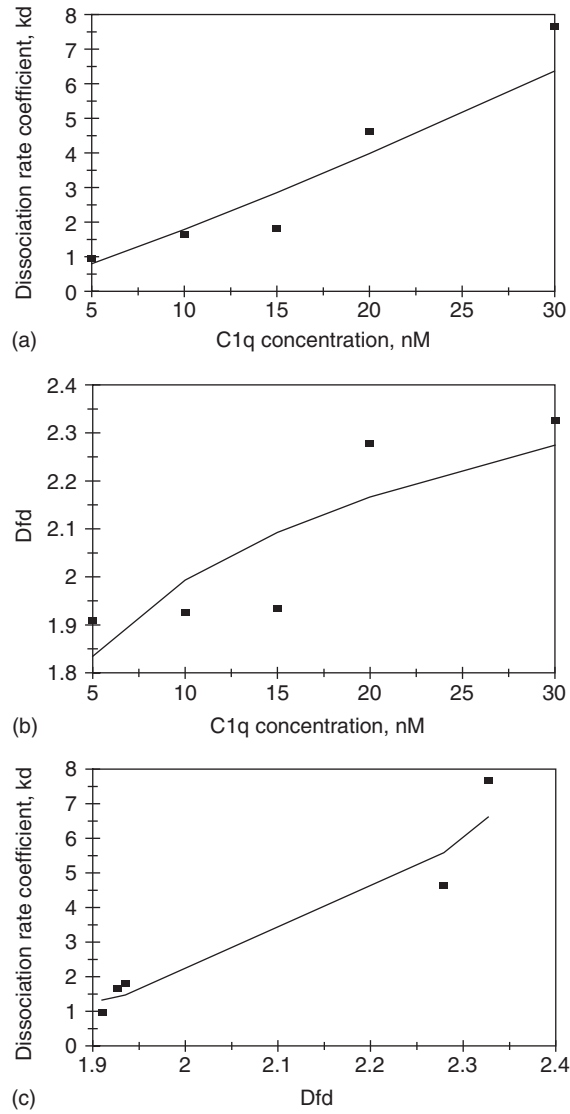 Dissociation rate coefficient, kd
8
7
6
5
4
3
2
1
0
5 10 15 20 25 30
(a) C1q concentration, nM
Dfd
2.4
2.3
2.2
2.1
2
1.9
1.8
5 10 15 20 25 30
(b) C1q concentration, nM
Dissociation rate coefficient, kd
8
7
6
5
4
3
2
1
0
1.9 2 2.1 2.2 2.3 2.4
(c) Dfd